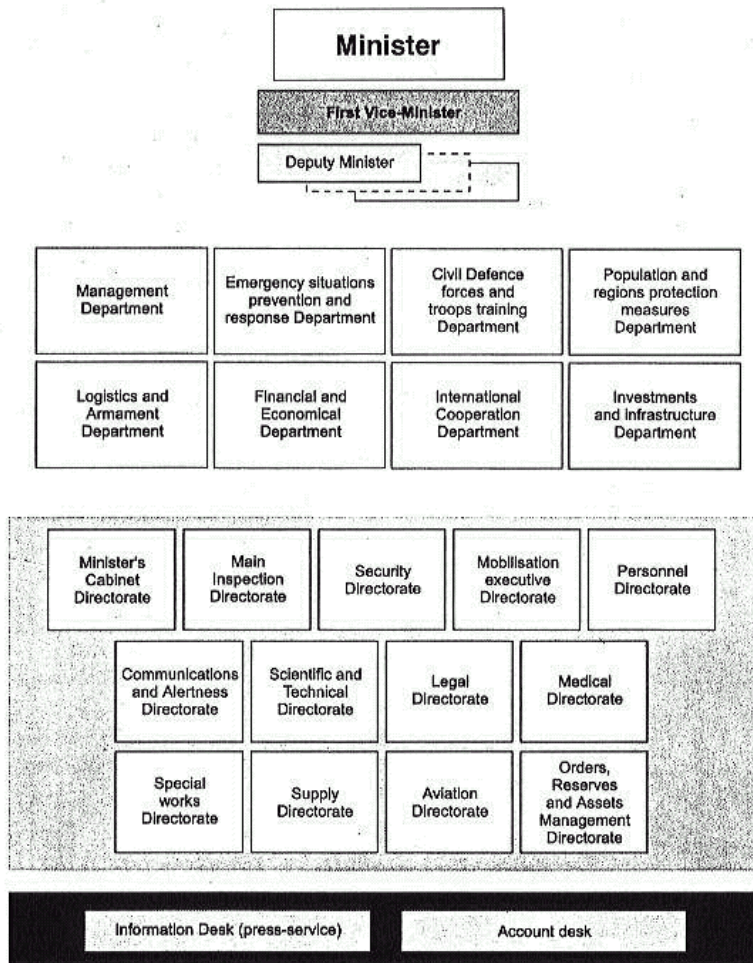 Minister
First Vice-Minister
Deputy Minister
Management
Department
Emergency situations
prevention and
response Department
Civil Defence
forces and
troops training
Department
Population and
regions protection
measures
Department
Logistics and
Armament
Department
Financial and
Economical
Department
International
Cooperation
Department
Investments
and infrastructure
Department
Minister's
Cabinet
Directorate
Main
Inspection
Directorate
Security
Directorate
Mobilisation
executive
Directorate
Personnel
Directorate
Communications
and Alertness
Directorate
Scientific and
Technical
Directorate
Legal
Directorate
Medical
Directorate
Special
works
Directorate
Supply
Directorate
Aviation
Directorate
Orders,
Reserves
and Assets
Management
Directorate
Information Desk (press-service)
Account desk